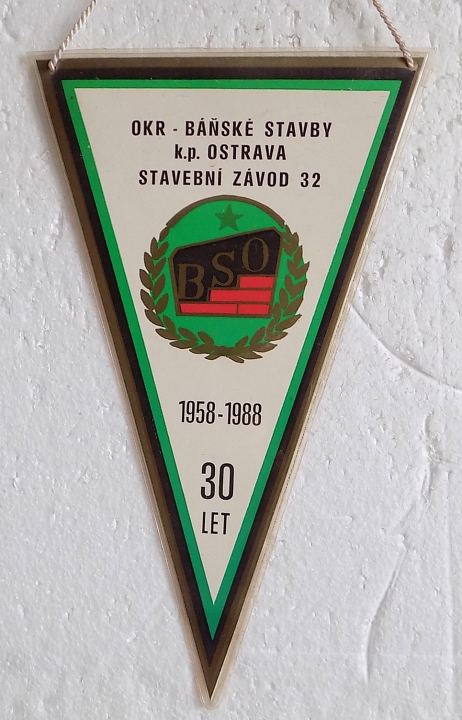 OKR - BÁŇSKÉ STAVBY
k.p. OSTRAVA
STAVEBNÍ ZÁVOD 32
BSO
1958-1988
30
LET